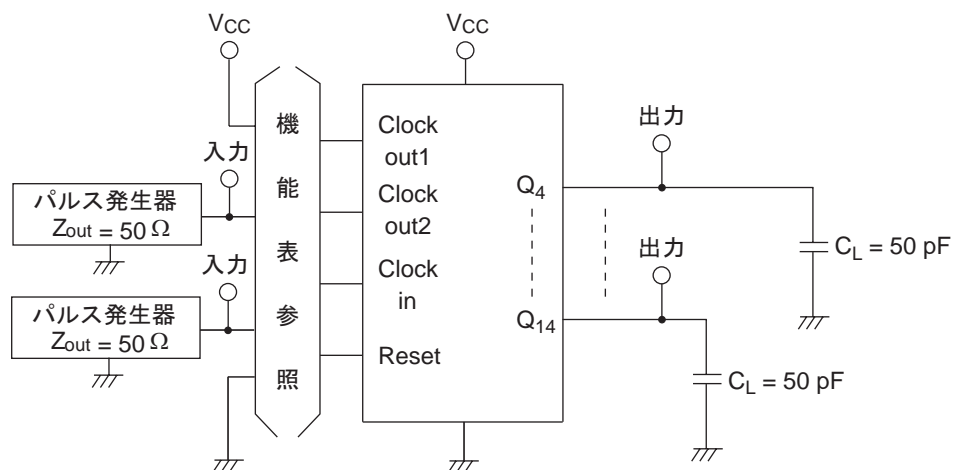 VCC
VCC
機能表参照
入力
パルス発生器
Zout = 50 Ω
入力
パルス発生器
Zout = 50 Ω
Clock
out1
Clock
out2
Clock
in
Reset
Q4
Q14
出力
CL = 50 pF
出力
CL = 50 pF